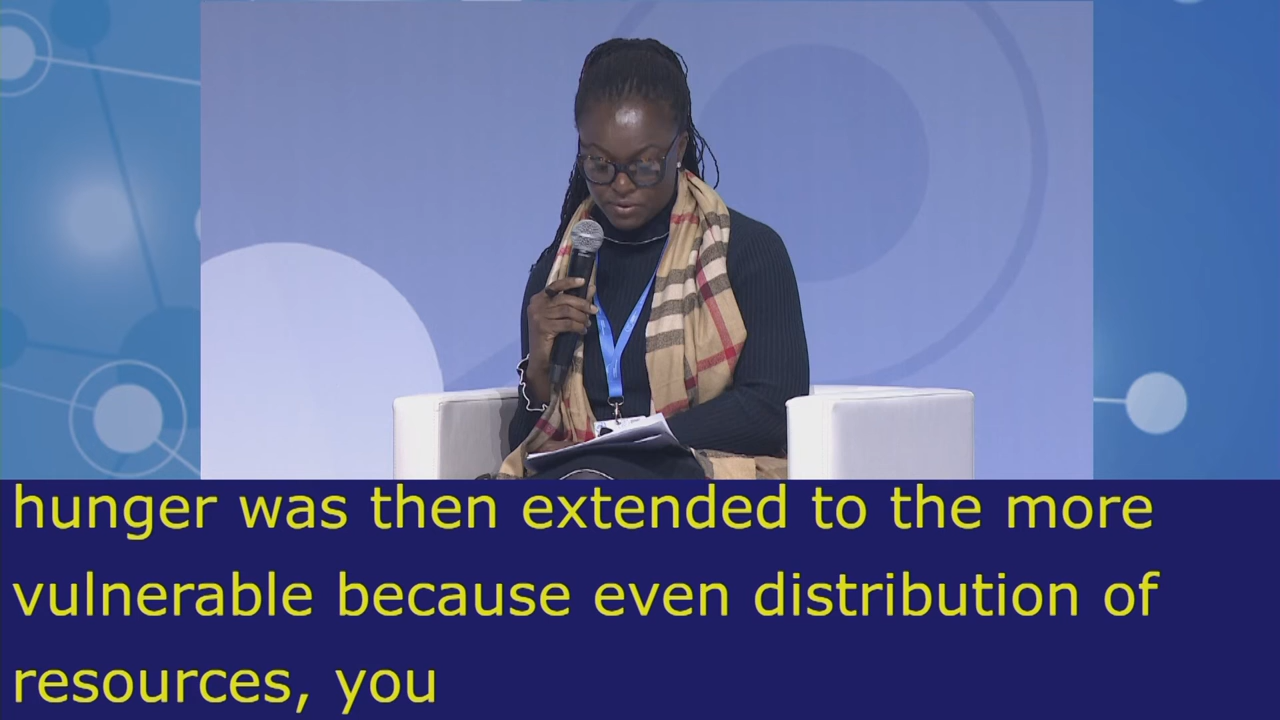 hunger was then extended to the more
vulnerable because even distribution of
resources, you